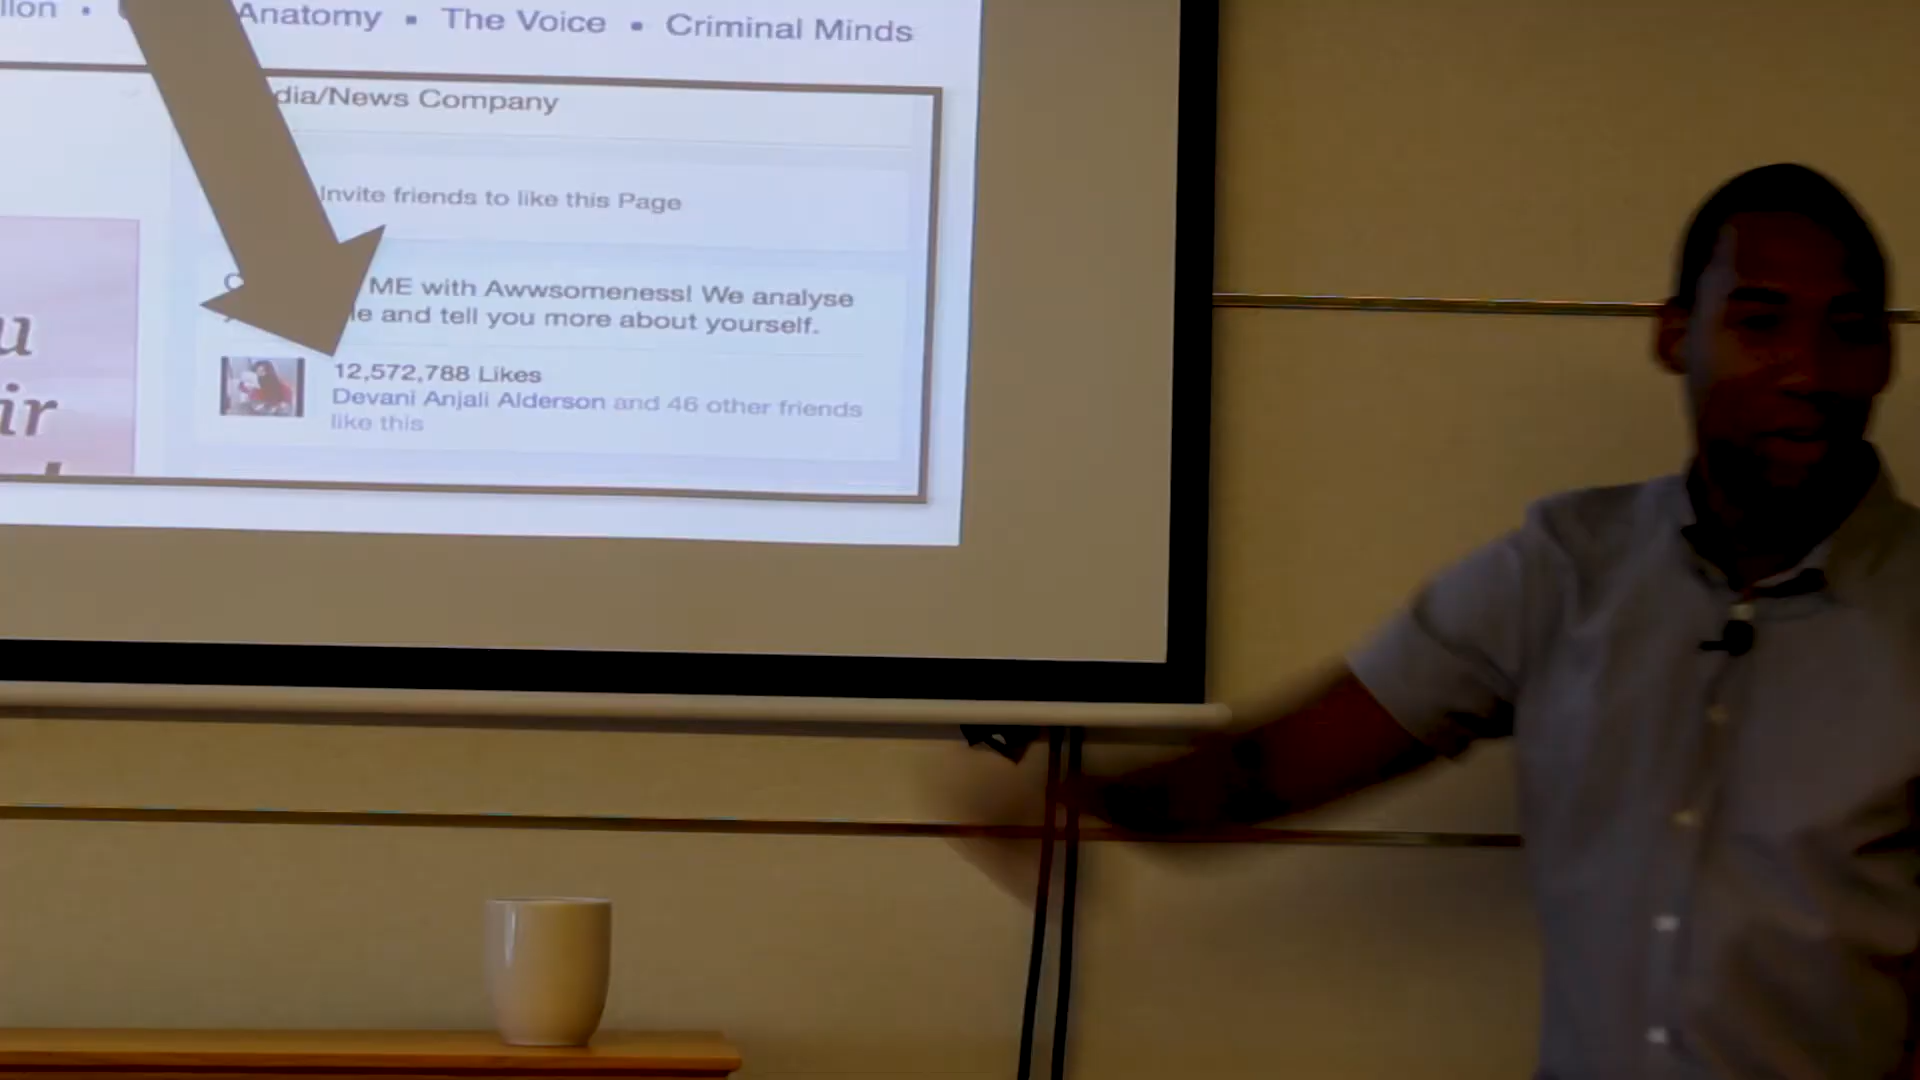 Anatomy ▪ The Voice ▪ Criminal Minds
dia/News Company
Invite friends to like this Page
ME with Awwsomeness! We analyse
le and tell you more about yourself.
12,572,788 Likes
Devani Anjali Alderson and 46 other friends
like this
u
ir